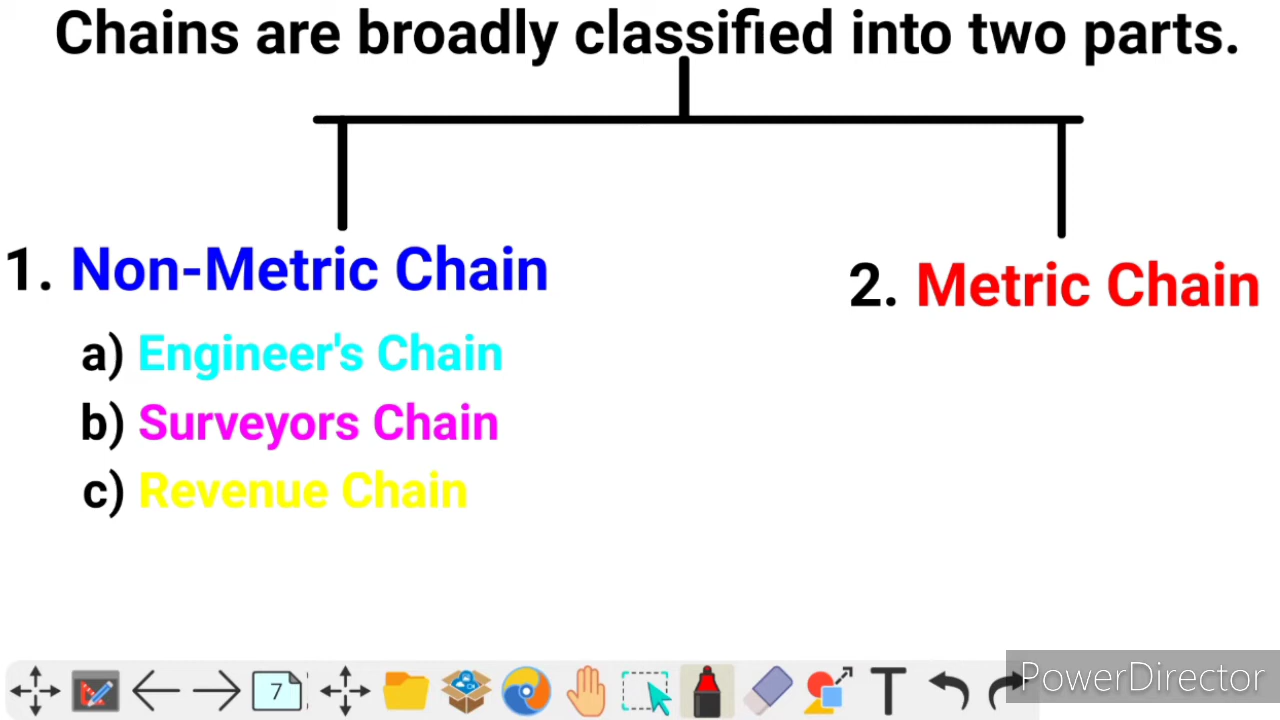 Chains are broadly classified into two parts.
1. Non-Metric Chain
a) Engineer's Chain
b) Surveyors Chain
c) Revenue Chain
2. Metric Chain
7
PowerDirector